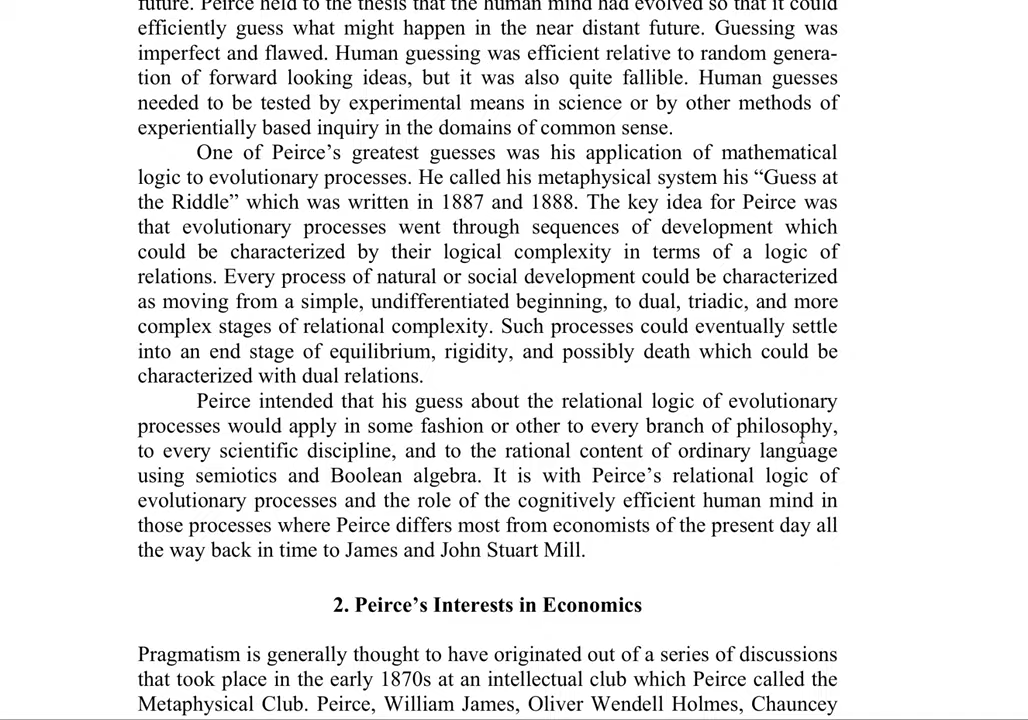 future. Peirce held to the thesis that the human mind had evolved so that it could
efficiently guess what might happen in the near distant future. Guessing was
imperfect and flawed. Human guessing was efficient relative to random genera-
tion of forward looking ideas, but it was also quite fallible. Human guesses
needed to be tested by experimental means in science or by other methods of
experientially based inquiry in the domains of common sense.
One of Peirce’s greatest guesses was his application of mathematical
logic to evolutionary processes. He called his metaphysical system his “Guess at
the Riddle” which was written in 1887 and 1888. The key idea for Peirce was
that evolutionary processes went through sequences of development which
could be characterized by their logical complexity in terms of a logic of
relations. Every process of natural or social development could be characterized
as moving from a simple, undifferentiated beginning, to dual, triadic, and more
complex stages of relational complexity. Such processes could eventually settle
into an end stage of equilibrium, rigidity, and possibly death which could be
characterized with dual relations.
Peirce intended that his guess about the relational logic of evolutionary
processes would apply in some fashion or other to every branch of philosophy,
to every scientific discipline, and to the rational content of ordinary language
using semiotics and Boolean algebra. It is with Peirce’s relational logic of
evolutionary processes and the role of the cognitively efficient human mind in
those processes where Peirce differs most from economists of the present day all
the way back in time to James and John Stuart Mill.
2. Peirce’s Interests in Economics
Pragmatism is generally thought to have originated out of a series of discussions
that took place in the early 1870s at an intellectual club which Peirce called the
Metaphysical Club. Peirce, William James, Oliver Wendell Holmes, Chauncey